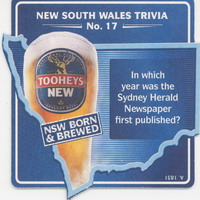 NEW SOUTH WALES TRIVIA
No. 17
TOOHEYS
NEW
NSW BORN
& BREWED
In which
year was the
Sydney Herald
Newspaper
first published?
A. 1831